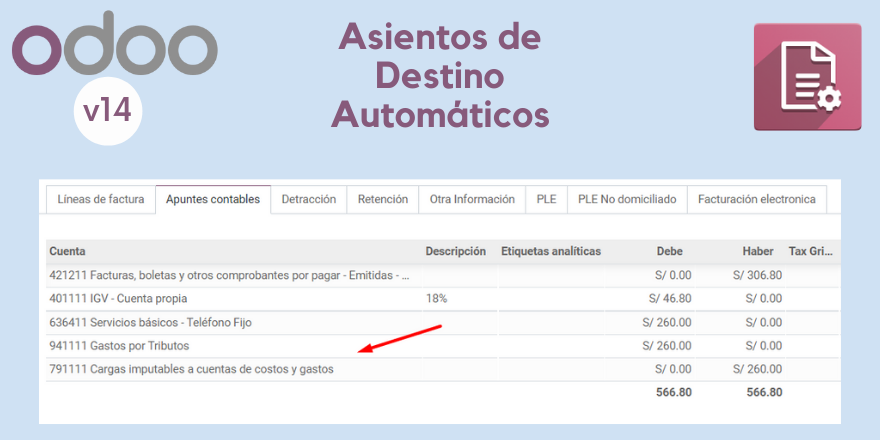 odoo
v14
Asientos de
Destino
Automáticos
Líneas de factura Apuntes contables Detracción Retención Otra Información PLE PLE No domiciliado Facturación electronica
Cuenta Descripción Etiquetas analíticas Debe Haber Tax Gri...
421211 Facturas, boletas y otros comprobantes por pagar - Emitidas - ... S/ 0.00 S/ 306.80
401111 IGV - Cuenta propia 18% S/ 46.80 S/ 0.00
636411 Servicios básicos - Teléfono Fijo S/ 260.00 S/ 0.00
941111 Gastos por Tributos S/ 260.00 S/ 0.00
791111 Cargas imputables a cuentas de costos y gastos S/ 0.00 S/ 260.00
566.80 566.80